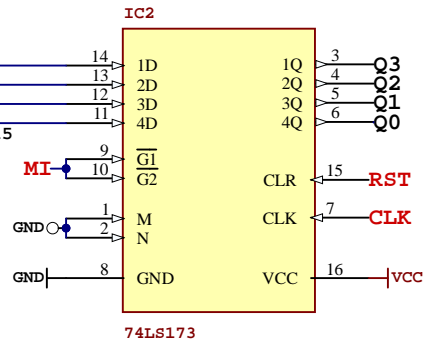 IC2
14 1D 1Q 3 Q3
13 2D 2Q 4 Q2
12 3D 3Q 5 Q1
11 4D 4Q 6 Q0
5
9 G1
MI
10 G2
CLR 15 RST
1 M CLK 7 CLK
GND
2 N
GND 8 GND VCC 16 VCC
74LS173